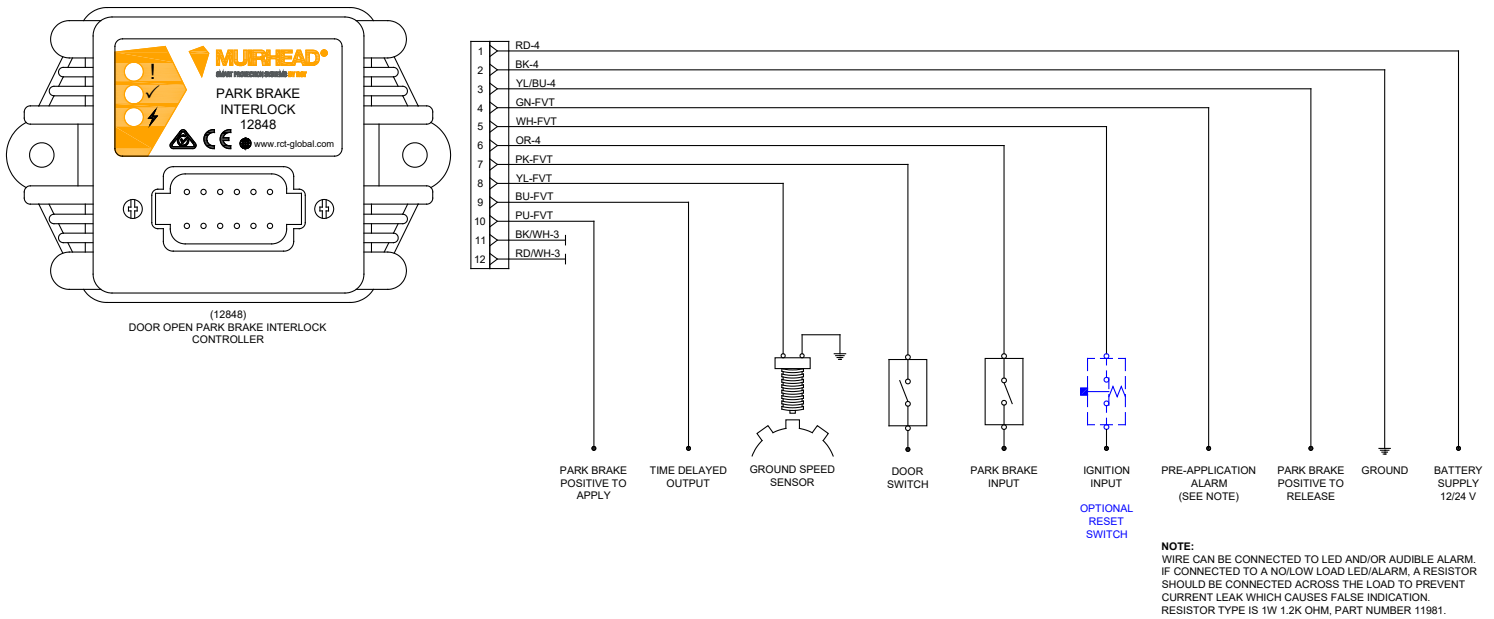 MUIRHEAD®
!
PARK BRAKE
INTERLOCK
12848
CE
www.rct-global.com
(12848)
DOOR OPEN PARK BRAKE INTERLOCK
CONTROLLER
1 RD-4
2 BK-4
3 YL/BU-4
4 GN-FVT
5 WH-FVT
6 OR-4
7 PK-FVT
8 YL-FVT
9 BU-FVT
10 PU-FVT
11 BK/WH-3
12 RD/WH-3
PARK BRAKE
POSITIVE TO
APPLY
TIME DELAYED
OUTPUT
GROUND SPEED
SENSOR
DOOR
SWITCH
PARK BRAKE
INPUT
IGNITION
INPUT
OPTIONAL
RESET
SWITCH
PRE-APPLICATION
ALARM
(SEE NOTE)
PARK BRAKE
POSITIVE TO
RELEASE
GROUND
BATTERY
SUPPLY
12/24 V
NOTE:
WIRE CAN BE CONNECTED TO LED AND/OR AUDIBLE ALARM.
IF CONNECTED TO A NO/LOW LOAD LED/ALARM, A RESISTOR
SHOULD BE CONNECTED ACROSS THE LOAD TO PREVENT
CURRENT LEAK WHICH CAUSES FALSE INDICATION.
RESISTOR TYPE IS 1W 1.2K OHM, PART NUMBER 11981.